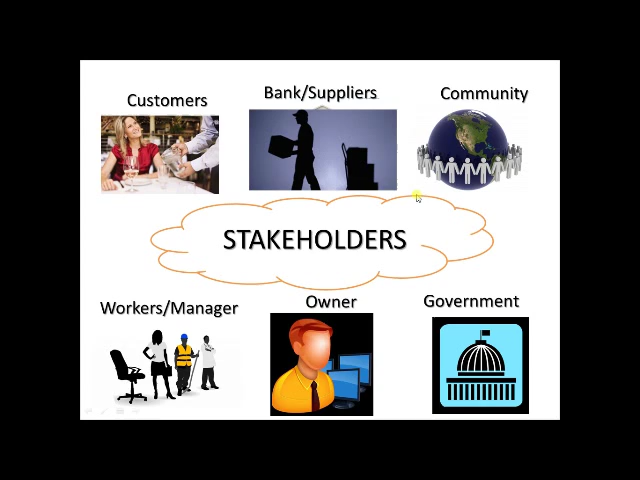 Customers
Bank/Suppliers
Community
STAKEHOLDERS
Workers/Manager
Owner
Government